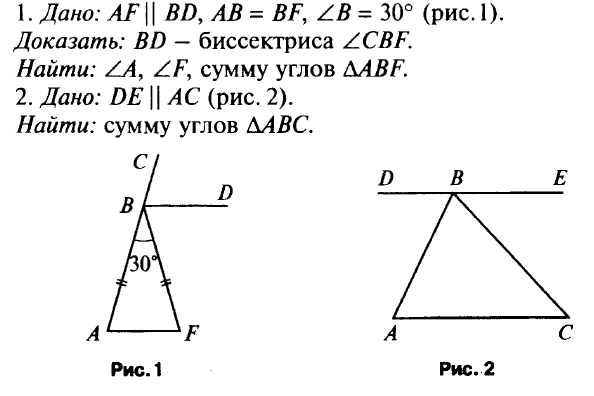 1. Дано: AF || BD, AB = BF, ∠B = 30° (рис. 1).
Доказать: BD – биссектриса ∠CBF.
Найти: ∠A, ∠F, сумму углов ΔABF.
2. Дано: DE || AC (рис. 2).
Найти: сумму углов ΔABC.
C
B D
30°
A F
Рис. 1
D B E
A C
Рис. 2